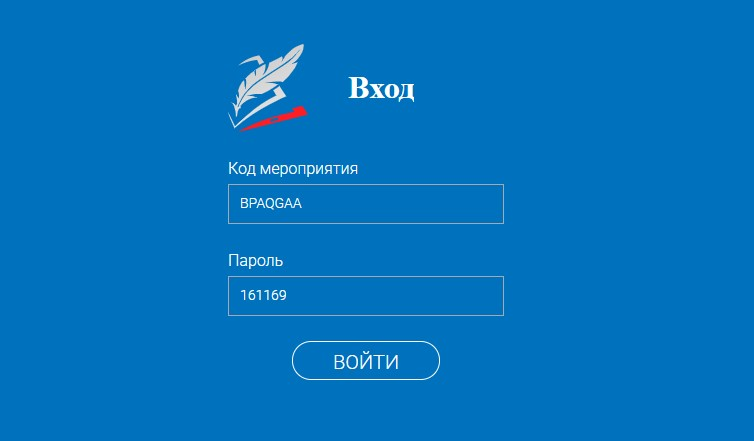 Вход
Код мероприятия
BPAQGAA
Пароль
161169
ВОЙТИ